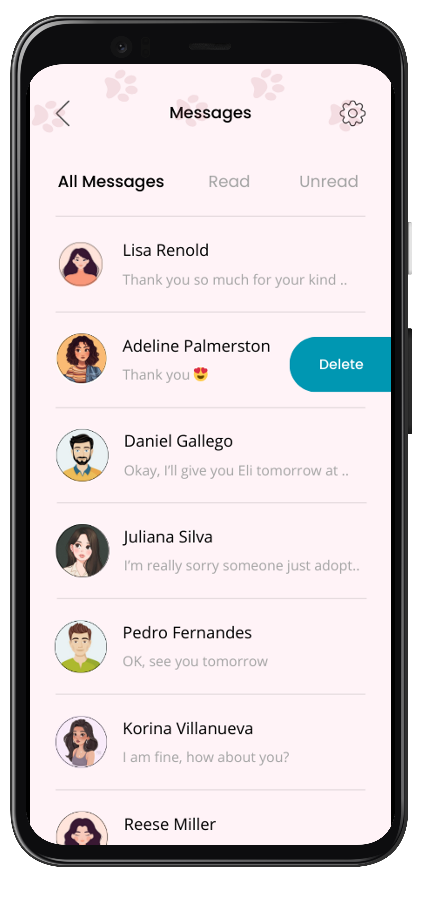 Messages
All Messages Read Unread
Lisa Renold
Thank you so much for your kind ..
Adeline Palmerston
Thank you 😍
Delete
Daniel Gallego
Okay, I'll give you Eli tomorrow at ..
Juliana Silva
I'm really sorry someone just adopt..
Pedro Fernandes
OK, see you tomorrow
Korina Villanueva
I am fine, how about you?
Reese Miller